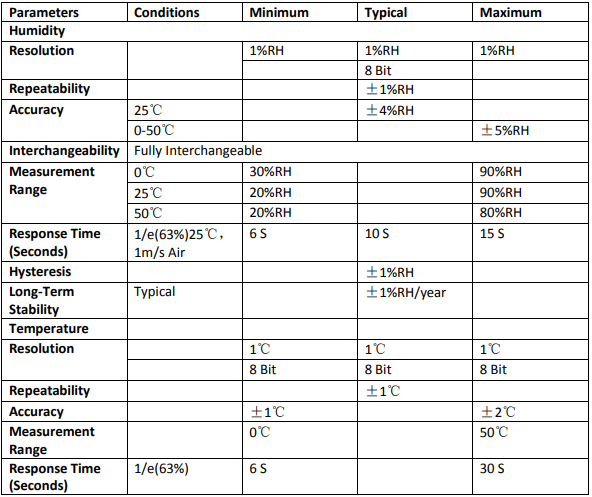 Parameters Conditions Minimum Typical Maximum
Humidity
Resolution 1%RH 1%RH 1%RH
8 Bit
Repeatability ±1%RH
Accuracy 25℃ ±4%RH
0-50℃ ±5%RH
Interchangeability Fully Interchangeable
Measurement 0℃ 30%RH 90%RH
Range 25℃ 20%RH 90%RH
50℃ 20%RH 80%RH
Response Time 1/e(63%)25℃， 6 S 10 S 15 S
(Seconds) 1m/s Air
Hysteresis ±1%RH
Long-Term Typical ±1%RH/year
Stability
Temperature
Resolution 1℃ 1℃ 1℃
8 Bit 8 Bit 8 Bit
Repeatability ±1℃
Accuracy ±1℃ ±2℃
Measurement 0℃ 50℃
Range
Response Time 1/e(63%) 6 S 30 S
(Seconds)